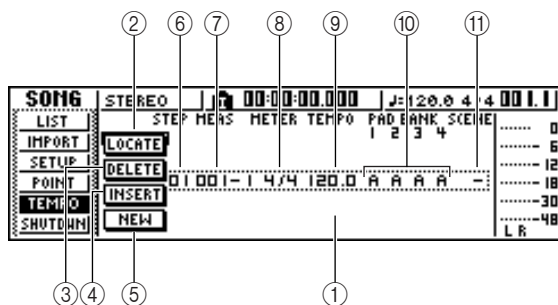 ② ⑥ ⑦ ⑧ ⑨ ⑩ ⑪
SONG STEREO 00:00:00.000 ♩=120.0 4/4 001.1
LIST STEP MEAS METER TEMPO PAD BANK SCENE
1 2 3 4
IMPORT LOCATE
SETUP DELETE
POINT INSERT
TEMPO NEW
SHUTDWN
01 001-1 4/4 120.0 A A A A -
0
6
12
18
30
48
L R
③ ④ ⑤ ①